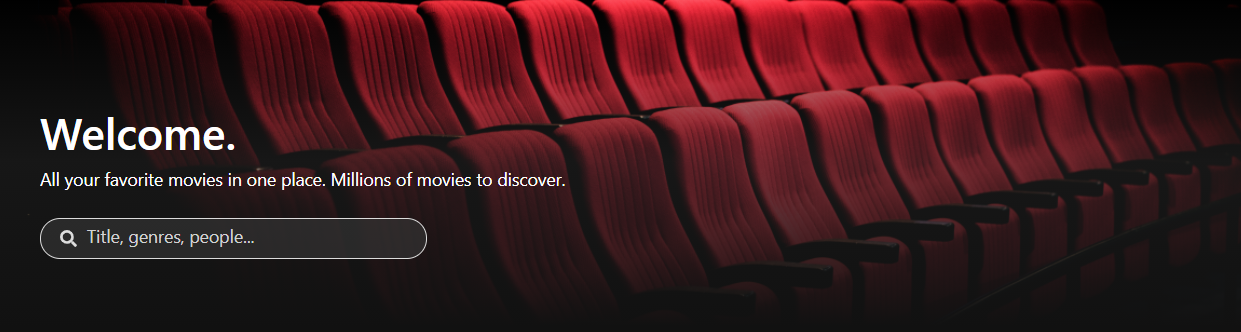 Welcome.
All your favorite movies in one place. Millions of movies to discover.
Title, genres, people...